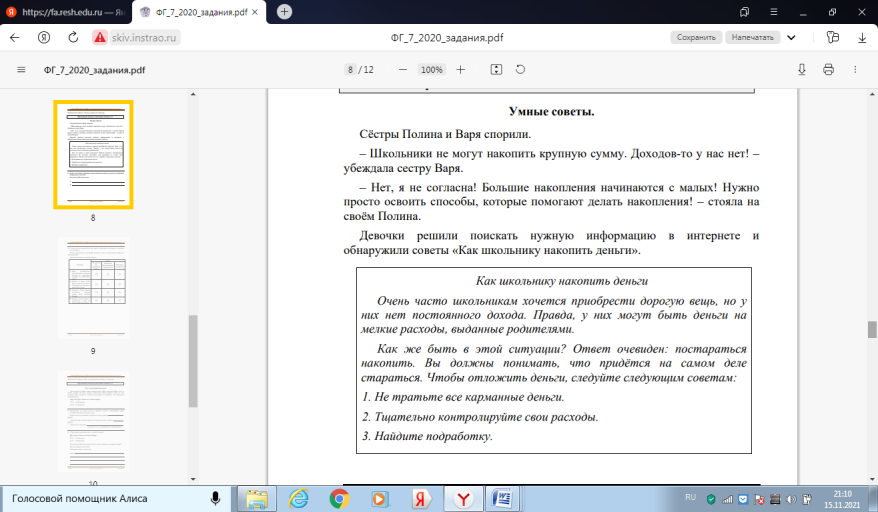 https://fa.resh.edu.ru — Ян
ФГ_7_2020_задания.pdf
skiv.instrao.ru
ФГ_7_2020_задания.pdf
Сохранить
Напечатать
ФГ_7_2020_задания.pdf
8 / 12
100%
8
9
10
Умные советы.
Сёстры Полина и Варя спорили.
– Школьники не могут накопить крупную сумму. Доходов-то у нас нет! –
убеждала сестру Варя.
– Нет, я не согласна! Большие накопления начинаются с малых! Нужно
просто освоить способы, которые помогают делать накопления! – стояла на
своём Полина.
Девочки решили поискать нужную информацию в интернете и
обнаружили советы «Как школьнику накопить деньги».
Как школьнику накопить деньги
Очень часто школьникам хочется приобрести дорогую вещь, но у
них нет постоянного дохода. Правда, у них могут быть деньги на
мелкие расходы, выданные родителями.
Как же быть в этой ситуации? Ответ очевиден: постараться
накопить. Вы должны понимать, что придётся на самом деле
стараться. Чтобы отложить деньги, следуйте следующим советам:
1. Не тратьте все карманные деньги.
2. Тщательно контролируйте свои расходы.
3. Найдите подработку.
Голосовой помощник Алиса
RU
21:10
15.11.2021